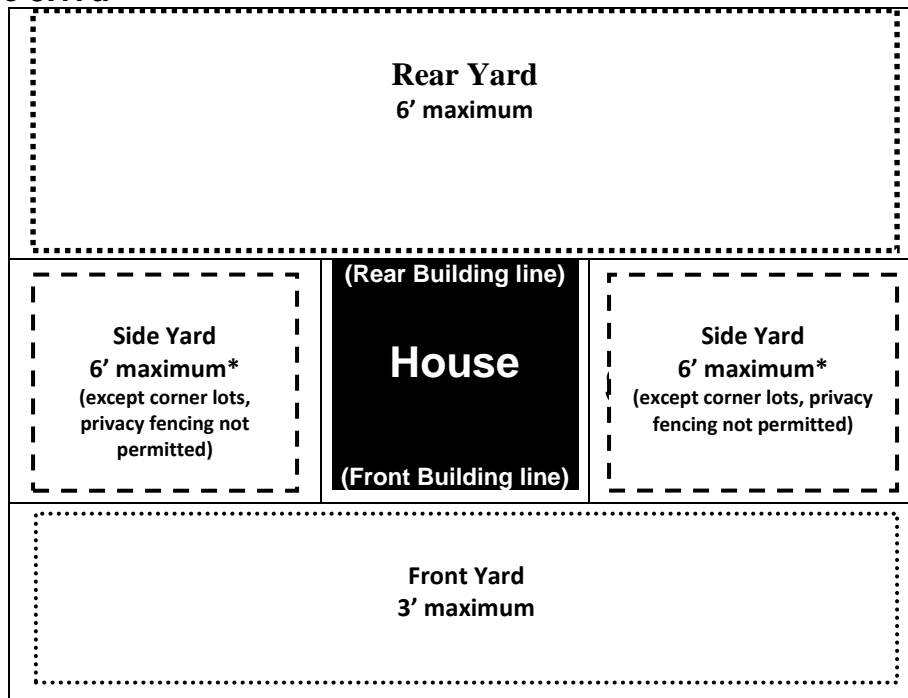 Rear Yard
6’ maximum
(Rear Building line)
Side Yard
6’ maximum*
(except corner lots,
privacy fencing not
permitted)
House
Side Yard
6’ maximum*
(except corner lots, privacy
fencing not permitted)
(Front Building line)
Front Yard
3’ maximum